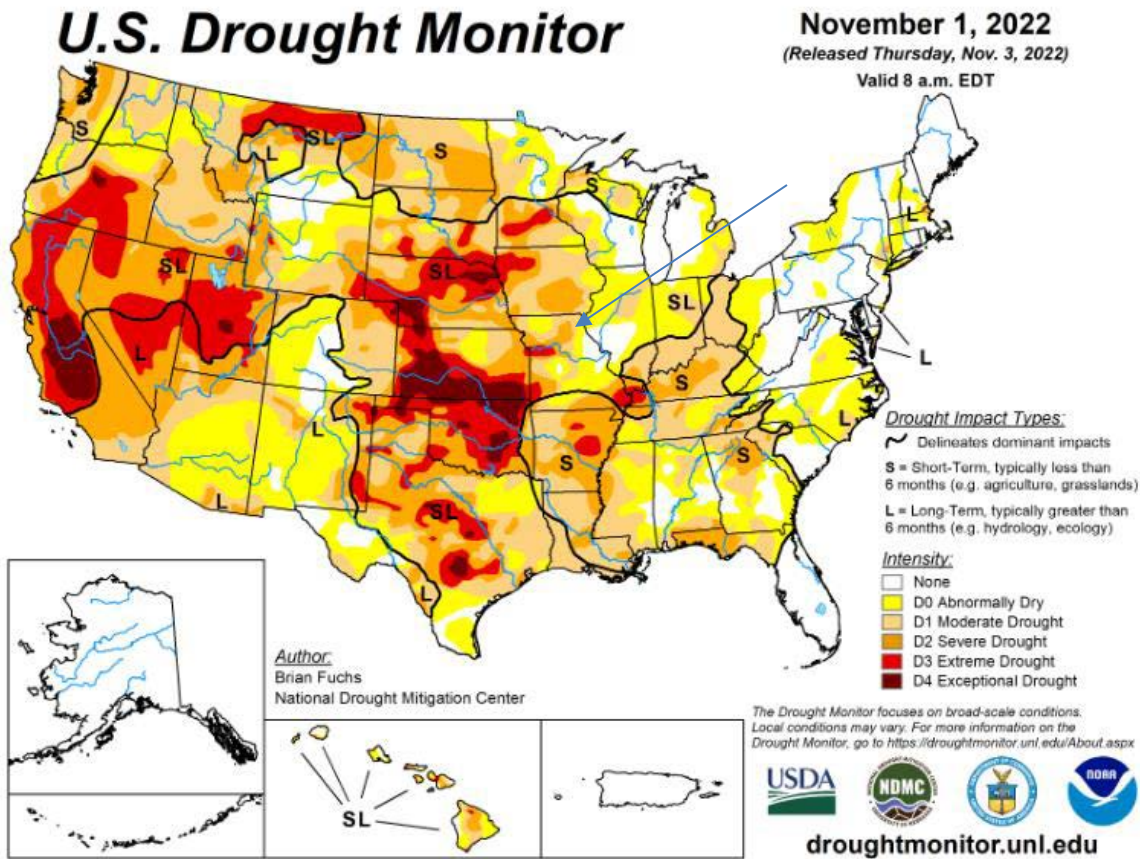 U.S. Drought Monitor
November 1, 2022
(Released Thursday, Nov. 3, 2022)
Valid 8 a.m. EDT
S
L
SL
S
S
L
SL
SL
SL
L
S
L
L
L
S
S
L
SL
L
Drought Impact Types:
Delineates dominant impacts
S = Short-Term, typically less than
6 months (e.g. agriculture, grasslands)
L = Long-Term, typically greater than
6 months (e.g. hydrology, ecology)
Intensity:
None
D0 Abnormally Dry
D1 Moderate Drought
D2 Severe Drought
D3 Extreme Drought
D4 Exceptional Drought
Author:
Brian Fuchs
National Drought Mitigation Center
SL
The Drought Monitor focuses on broad-scale conditions.
Local conditions may vary. For more information on the
Drought Monitor, go to https://droughtmonitor.unl.edu/About.aspx
USDA
NDMC
NOAA
droughtmonitor.unl.edu